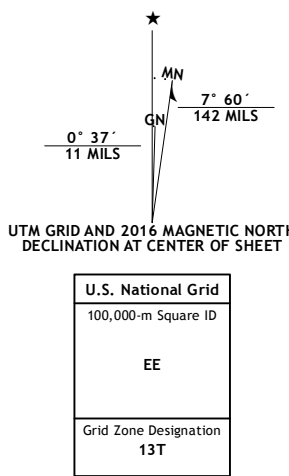 ★
MN
GN
7° 60´
142 MILS
0° 37´
11 MILS
UTM GRID AND 2016 MAGNETIC NORTH
DECLINATION AT CENTER OF SHEET
U.S. National Grid
100,000-m Square ID
EE
Grid Zone Designation
13T